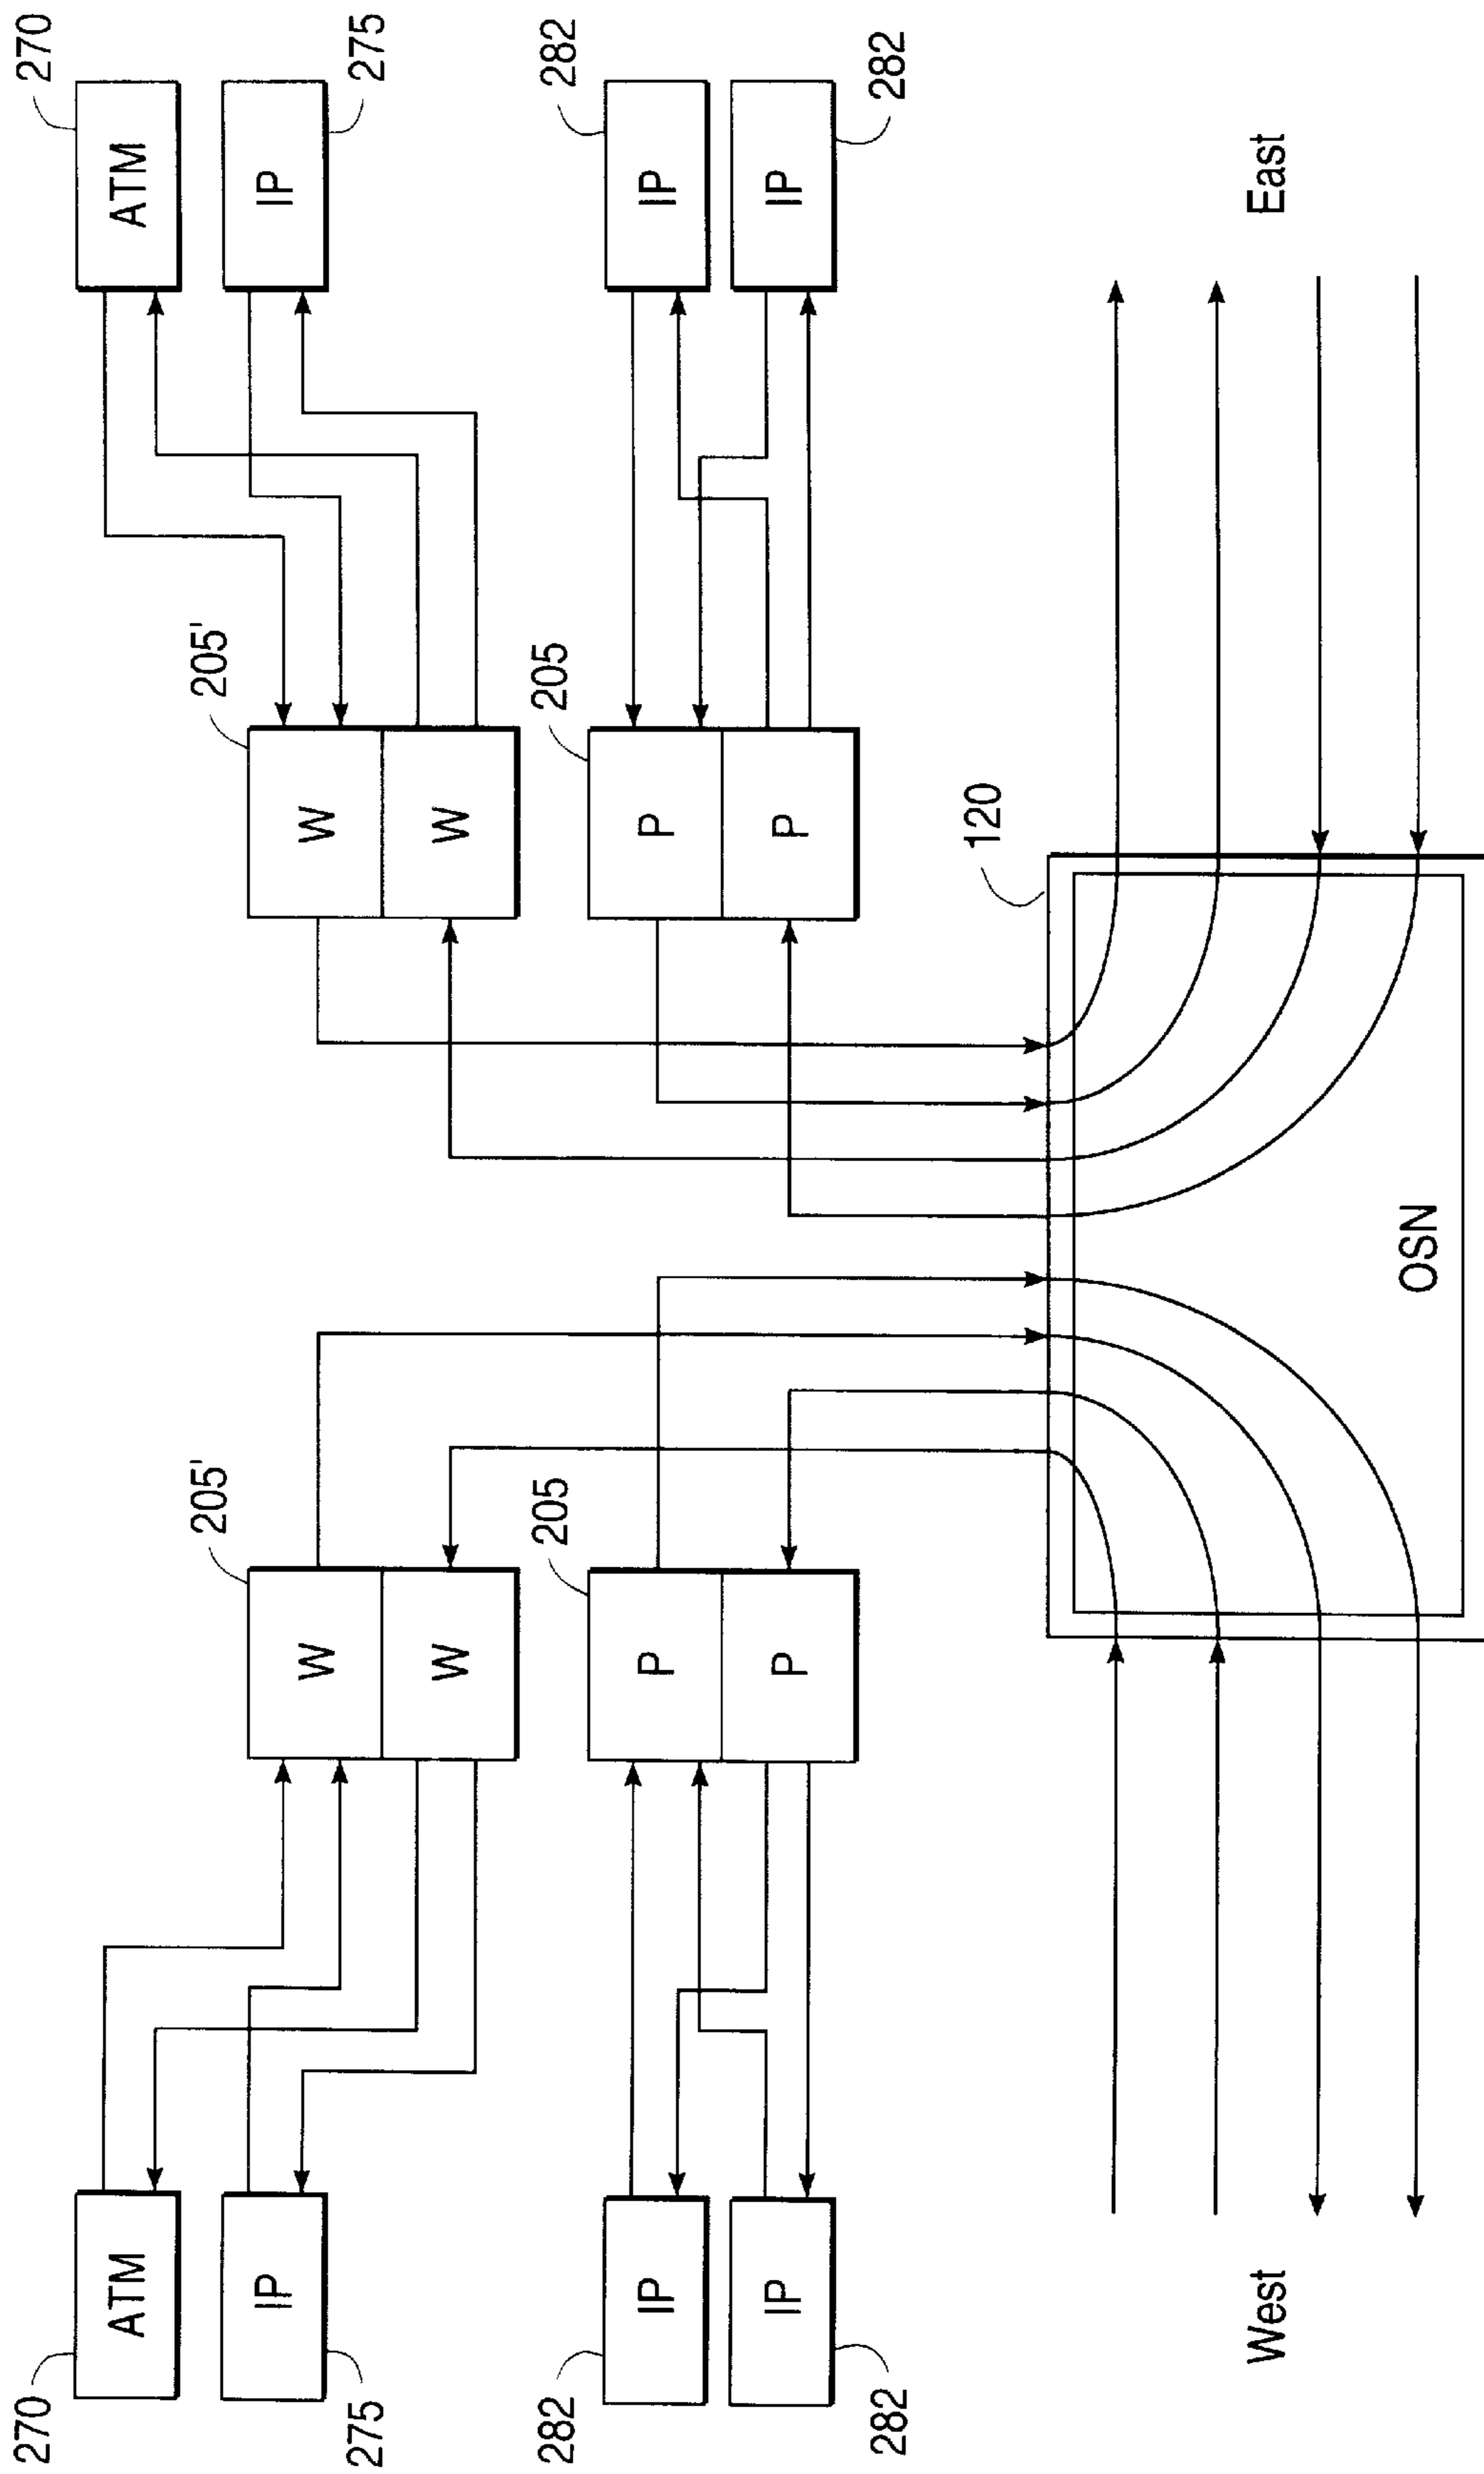 270 270
ATM ATM
205' 205'
IP IP
W W
275 275
W W
282 205 205 282
IP P P IP
IP P P IP
282 282
120
West East
OSN